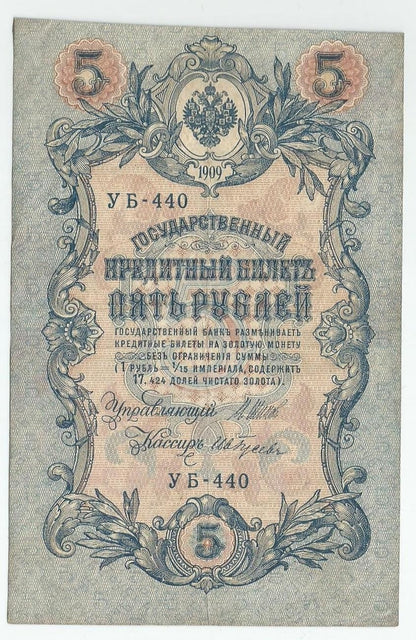 5 5
1909
УБ-440
ГОСУДАРСТВЕННЫЙ
КРЕДИТНЫЙ БИЛЕТЪ
ПЯТЬ РУБЛЕЙ
ГОСУДАРСТВЕННЫЙ БАНКЪ РАЗМѢНИВАЕТЪ
КРЕДИТНЫЕ БИЛЕТЫ НА ЗОЛОТУЮ МОНЕТУ
БЕЗЪ ОГРАНИЧЕНІЯ СУММЫ
(1 РУБЛЬ = 1/15 ИМПЕРІАЛА, СОДЕРЖИТЪ
17,424 ДОЛЕЙ ЧИСТАГО ЗОЛОТА).
Управляющій
Кассиръ
УБ-440
5